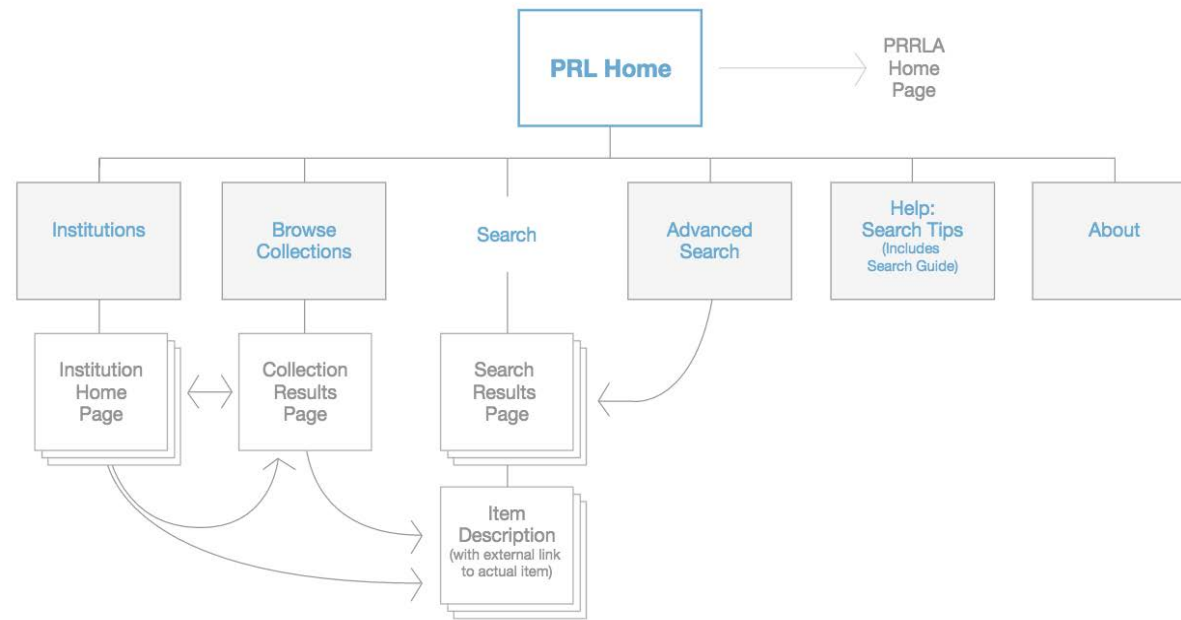 PRL Home
PRRLA
Home
Page
Institutions
Browse
Collections
Search
Advanced
Search
Help:
Search Tips
(Includes
Search Guide)
About
Institution
Home
Page
Collection
Results
Page
Search
Results
Page
Item
Description
(with external link
to actual item)